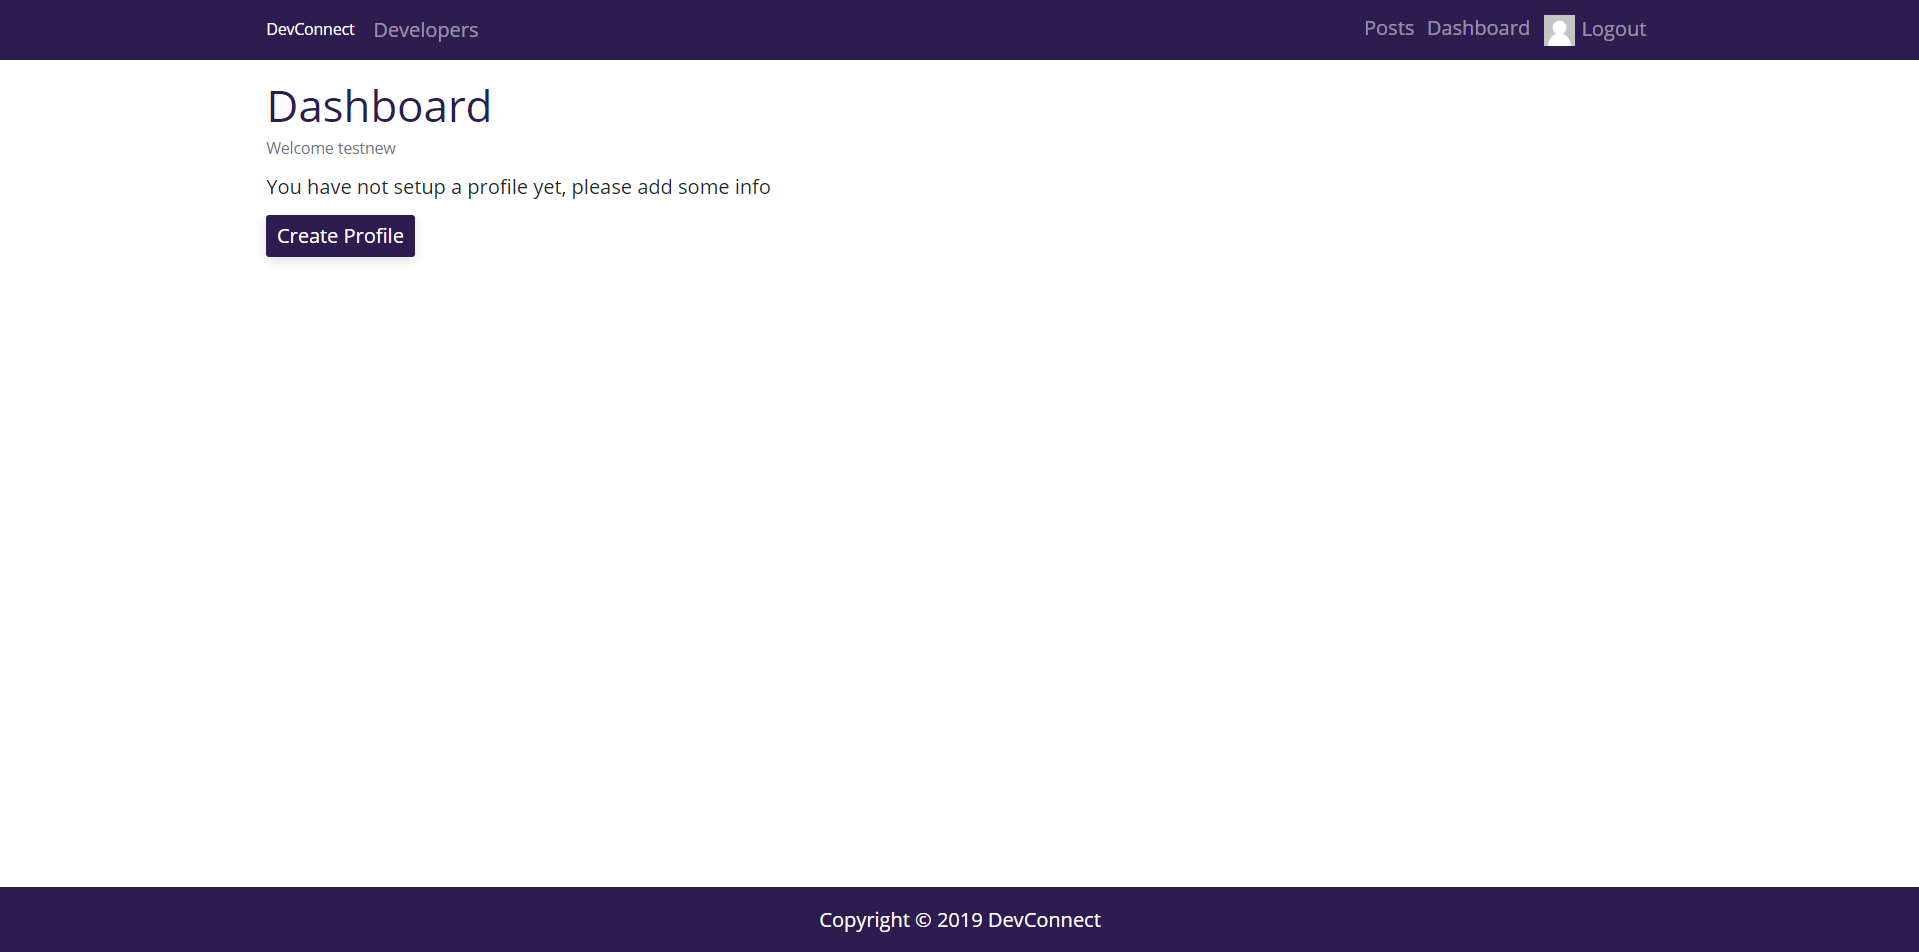 DevConnect Developers Posts Dashboard Logout
Dashboard
Welcome testnew
You have not setup a profile yet, please add some info
Create Profile
Copyright © 2019 DevConnect